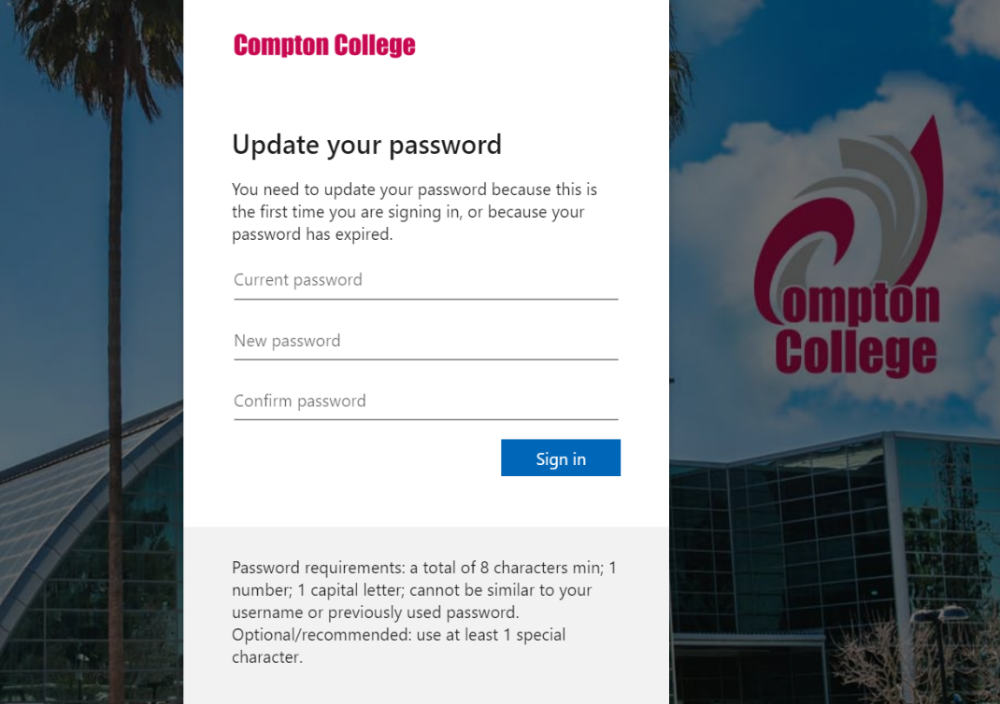 Compton College
Update your password
You need to update your password because this is
the first time you are signing in, or because your
password has expired.
Current password
New password
Confirm password
Sign in
Password requirements: a total of 8 characters min; 1
number; 1 capital letter; cannot be similar to your
username or previously used password.
Optional/recommended: use at least 1 special
character.
Compton
College